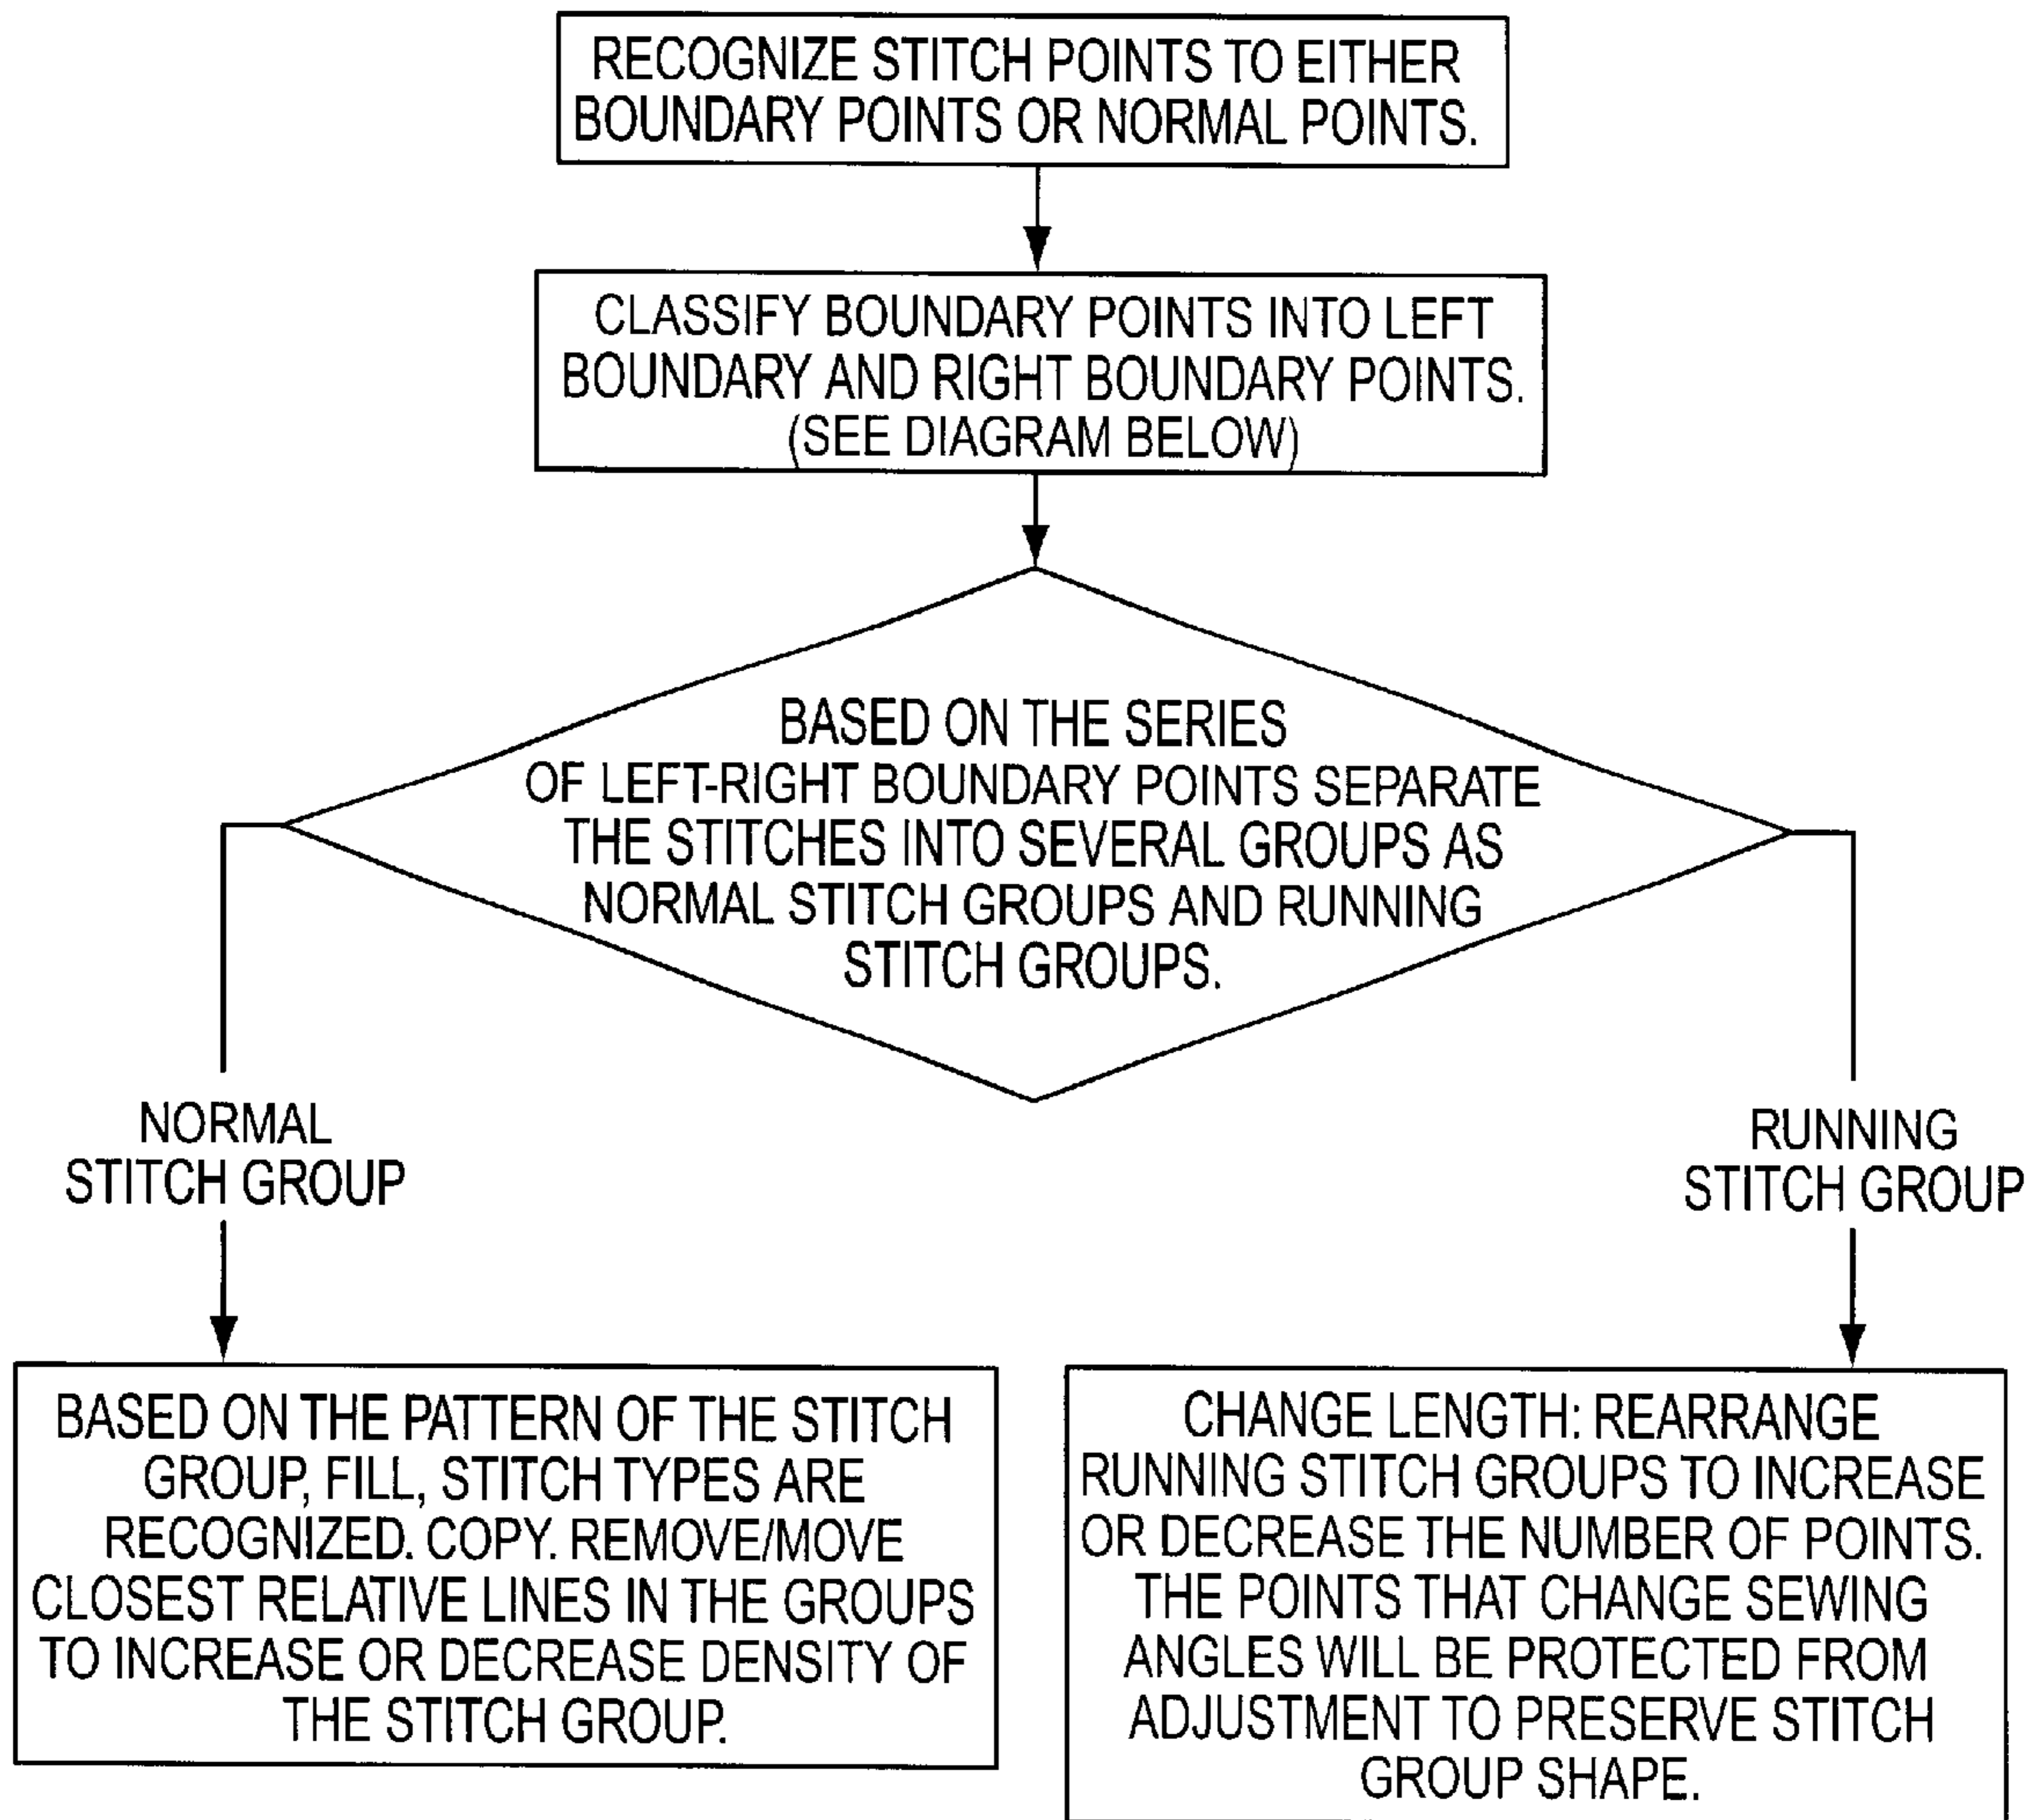 RECOGNIZE STITCH POINTS TO EITHER
BOUNDARY POINTS OR NORMAL POINTS.
CLASSIFY BOUNDARY POINTS INTO LEFT
BOUNDARY AND RIGHT BOUNDARY POINTS.
(SEE DIAGRAM BELOW)
BASED ON THE SERIES
OF LEFT-RIGHT BOUNDARY POINTS SEPARATE
THE STITCHES INTO SEVERAL GROUPS AS
NORMAL STITCH GROUPS AND RUNNING
STITCH GROUPS.
NORMAL
STITCH GROUP
RUNNING
STITCH GROUP
BASED ON THE PATTERN OF THE STITCH
GROUP, FILL, STITCH TYPES ARE
RECOGNIZED. COPY. REMOVE/MOVE
CLOSEST RELATIVE LINES IN THE GROUPS
TO INCREASE OR DECREASE DENSITY OF
THE STITCH GROUP.
CHANGE LENGTH: REARRANGE
RUNNING STITCH GROUPS TO INCREASE
OR DECREASE THE NUMBER OF POINTS.
THE POINTS THAT CHANGE SEWING
ANGLES WILL BE PROTECTED FROM
ADJUSTMENT TO PRESERVE STITCH
GROUP SHAPE.